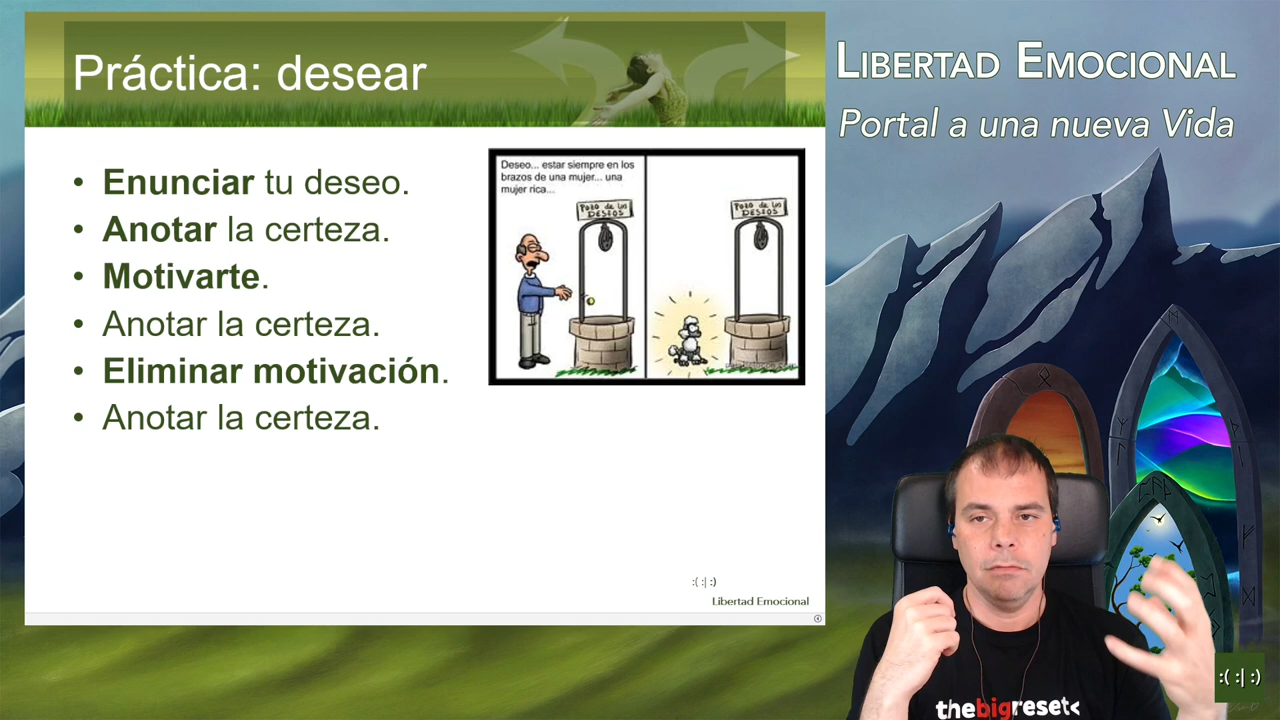 Práctica: desear
• Enunciar tu deseo.
• Anotar la certeza.
• Motivarte.
• Anotar la certeza.
• Eliminar motivación.
• Anotar la certeza.
Deseo... estar siempre en los
brazos de una mujer... una
mujer rica...
POZO de los
DESEOS
POZO de los
DESEOS
:( :| :)
Libertad Emocional
LIBERTAD EMOCIONAL
Portal a una nueva Vida
thebigreset<
:( :| :)